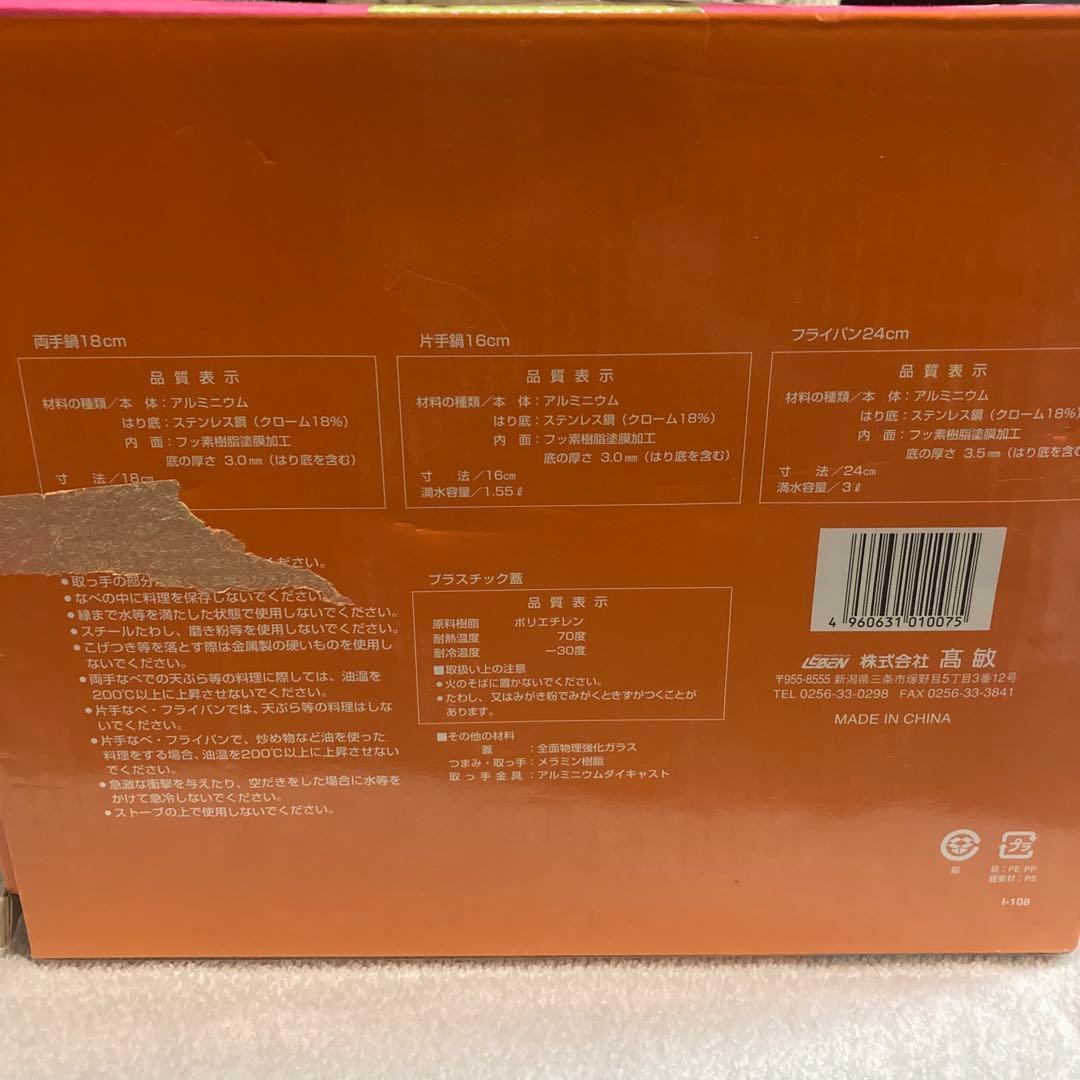 両手鍋18cm
品質表示
材料の種類／本　体：アルミニウム
はり底：ステンレス鋼（クローム18%）
内　面：フッ素樹脂塗膜加工
底の厚さ 3.0㎜（はり底を含む）
寸　法／18cm
片手鍋16cm
品質表示
材料の種類／本　体：アルミニウム
はり底：ステンレス鋼（クローム18%）
内　面：フッ素樹脂塗膜加工
底の厚さ 3.0㎜（はり底を含む）
寸　法／16cm
満水容量／1.55ℓ
フライパン24cm
品質表示
材料の種類／本　体：アルミニウム
はり底：ステンレス鋼（クローム18%）
内　面：フッ素樹脂塗膜加工
底の厚さ 3.5㎜（はり底を含む
寸　法／24cm
満水容量／3ℓ
ください。
●取っ手の部分
●なべの中に料理を保存しないでください。
●縁まで水等を満たした状態で使用しないでください。
●スチールたわし、磨き粉等を使用しないでください。
●こげつき等を落とす際は金属製の硬いものを使用し
ないでください。
●両手なべでの天ぷら等の料理に際しては、油温を
200℃以上に上昇させないでください。
●片手なべ・フライパンでは、天ぷら等の料理はしな
いでください。
●片手なべ・フライパンで、炒め物など油を使った
料理をする場合、油温を200℃以上に上昇させない
でください。
●急激な衝撃を与えたり、空だきをした場合に水等を
かけて急冷しないでください。
●ストーブの上で使用しないでください。
プラスチック蓋
品質表示
原料樹脂　ポリエチレン
耐熱温度　70度
耐冷温度　－30度
■取扱い上の注意
●火のそばに置かないでください。
●たわし、又はみがき粉でみがくときずがつくことが
あります。
■その他の材料
蓋　：全面物理強化ガラス
つまみ・取っ手：メラミン樹脂
取っ手金具：アルミニウムダイキャスト
4 960631 010075
LEBEN 株式会社 髙敏
〒955-8555 新潟県三条市塚野目5丁目3番12号
TEL 0256-33-0298 FAX 0256-33-3841
MADE IN CHINA
プラ
箱
袋：PE.PP
緩衝材：PS
I-108